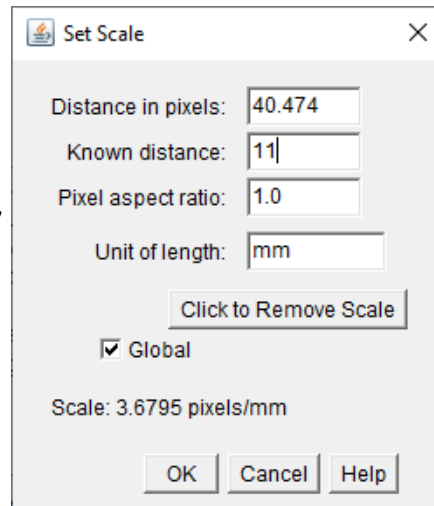 Set Scale
Distance in pixels: 40.474
Known distance: 11
Pixel aspect ratio: 1.0
Unit of length: mm
Click to Remove Scale
Global
Scale: 3.6795 pixels/mm
OK Cancel Help